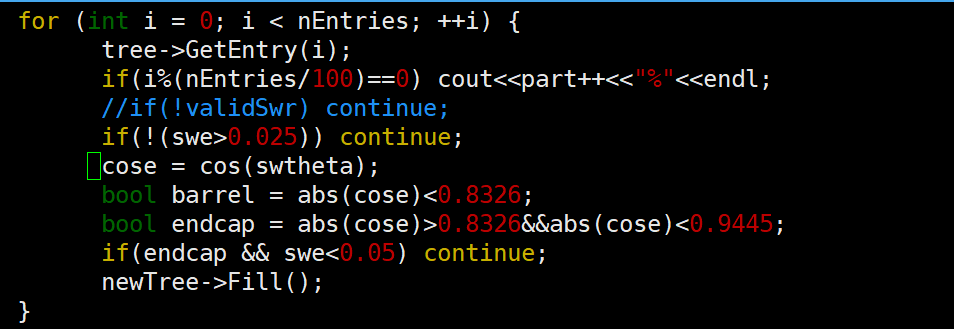 for (int i = 0; i < nEntries; ++i) {
tree->GetEntry(i);
if(i%(nEntries/100)==0) cout<<part++<<"%"<<endl;
//if(!validSwr) continue;
if(!(swe>0.025)) continue;
cose = cos(swtheta);
bool barrel = abs(cose)<0.8326;
bool endcap = abs(cose)>0.8326&&abs(cose)<0.9445;
if(endcap && swe<0.05) continue;
newTree->Fill();
}